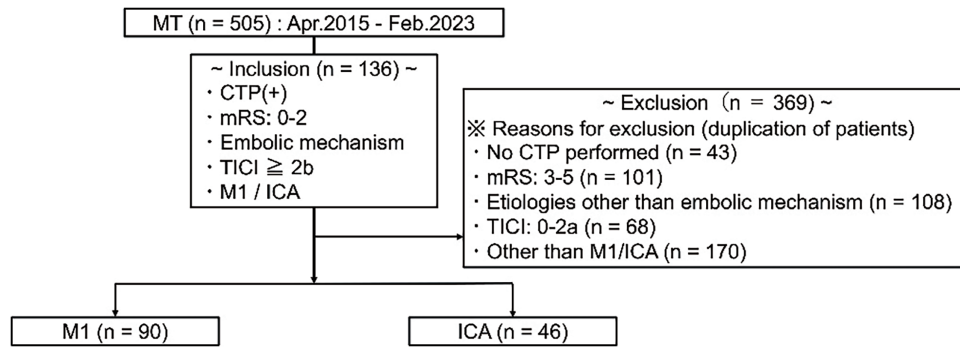 MT (n = 505) : Apr.2015 - Feb.2023
~ Inclusion (n = 136) ~
・CTP(+)
・mRS: 0-2
・Embolic mechanism
・TICI ≧ 2b
・M1 / ICA
~ Exclusion (n = 369) ~
※ Reasons for exclusion (duplication of patients)
・No CTP performed (n = 43)
・mRS: 3-5 (n = 101)
・Etiologies other than embolic mechanism (n = 108)
・TICI: 0-2a (n = 68)
・Other than M1/ICA (n = 170)
M1 (n = 90)
ICA (n = 46)